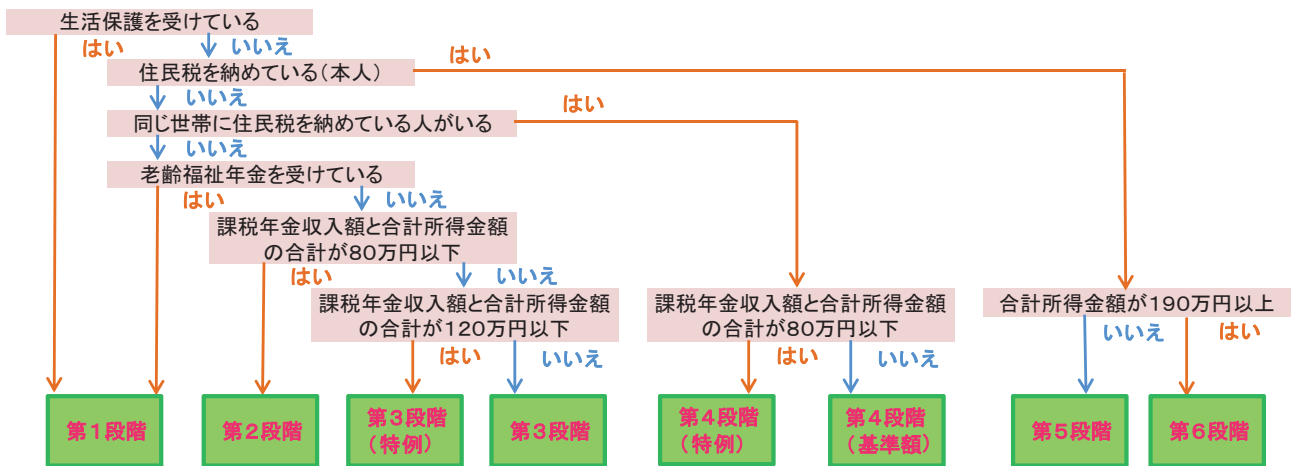 生活保護を受けている
はい
いいえ
住民税を納めている(本人)
はい
いいえ
同じ世帯に住民税を納めている人がいる
はい
いいえ
老齢福祉年金を受けている
はい
いいえ
課税年金収入額と合計所得金額
の合計が80万円以下
はい
いいえ
課税年金収入額と合計所得金額
の合計が120万円以下
はい
いいえ
課税年金収入額と合計所得金額
の合計が80万円以下
はい
いいえ
合計所得金額が190万円以上
いいえ
はい
第1段階
第2段階
第3段階
(特例)
第3段階
第4段階
(特例)
第4段階
(基準額)
第5段階
第6段階